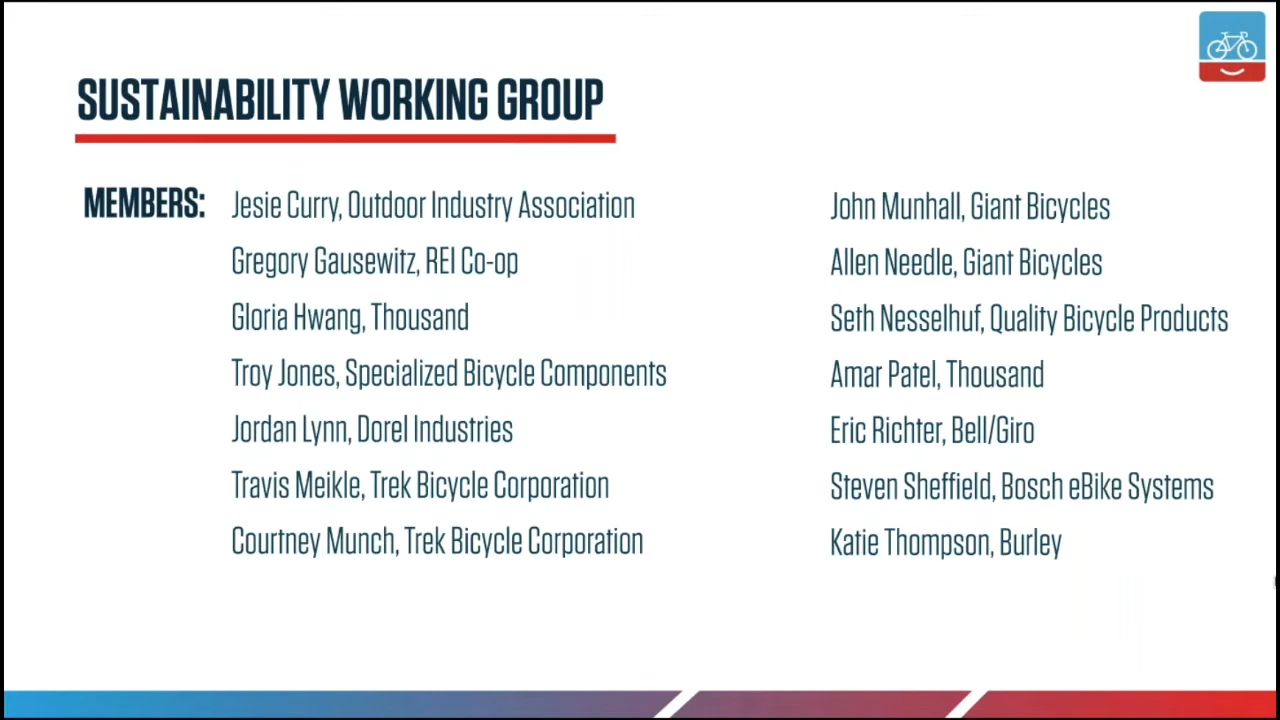 SUSTAINABILITY WORKING GROUP
MEMBERS:
Jesie Curry, Outdoor Industry Association
Gregory Gausewitz, REI Co-op
Gloria Hwang, Thousand
Troy Jones, Specialized Bicycle Components
Jordan Lynn, Dorel Industries
Travis Meikle, Trek Bicycle Corporation
Courtney Munch, Trek Bicycle Corporation
John Munhall, Giant Bicycles
Allen Needle, Giant Bicycles
Seth Nesselhuf, Quality Bicycle Products
Amar Patel, Thousand
Eric Richter, Bell/Giro
Steven Sheffield, Bosch eBike Systems
Katie Thompson, Burley